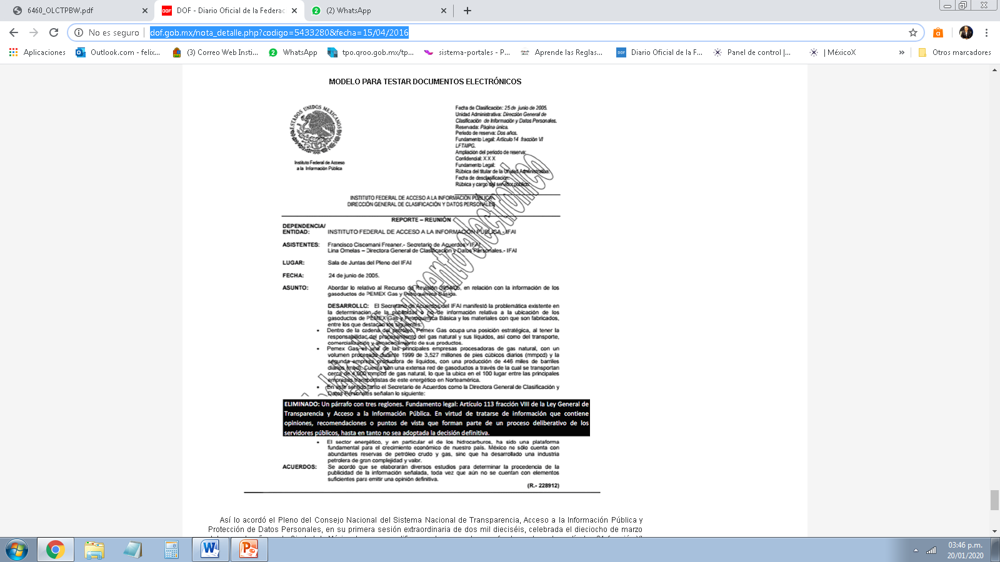 6460_OLCTPBW.pdf
DOF - Diario Oficial de la Federac
(2) WhatsApp
No es seguro
dof.gob.mx/nota_detalle.php?codigo=5433280&fecha=15/04/2016
Aplicaciones
Outlook.com - felix...
(3) Correo Web Insti...
WhatsApp
tpo.qroo.gob.mx/tp...
sistema-portales - P...
Aprende las Reglas...
Diario Oficial de la F...
Panel de control |...
| MéxicoX
»
Otros marcadores
MODELO PARA TESTAR DOCUMENTOS ELECTRÓNICOS
ESTADOS UNIDOS MEXICANOS
Instituto Federal de Acceso
a la Información Pública
Fecha de Clasificación: 25 de junio de 2005.
Unidad Administrativa: Dirección General de
Clasificación de Información y Datos Personales.
Reservada: Página única.
Periodo de reserva: Dos años.
Fundamento Legal: Artículo 14 fracción VI
LFTAIPG.
Ampliación del periodo de reserva:
Confidencial: X X X
Fundamento Legal:
Rúbrica del titular de la Unidad Administrativa:
Fecha de desclasificación:
Rúbrica y cargo del servidor público:
INSTITUTO FEDERAL DE ACCESO A LA INFORMACIÓN PÚBLICA
DIRECCIÓN GENERAL DE CLASIFICACIÓN Y DATOS PERSONALES
REPORTE – REUNIÓN
DEPENDENCIA/
ENTIDAD: INSTITUTO FEDERAL DE ACCESO A LA INFORMACIÓN PÚBLICA - IFAI
ASISTENTES: Francisco Ciscomani Freaner.- Secretario de Acuerdos.- IFAI
Lina Ornelas – Directora General de Clasificación y Datos Personales.- IFAI
LUGAR: Sala de Juntas del Pleno del IFAI
FECHA: 24 de junio de 2005.
ASUNTO: Abordar lo relativo al Recurso de Revisión, en relación con la información de los
gasoductos de PEMEX Gas y Petroquímica Básica.
DESARROLLO: El Secretario de Acuerdos del IFAI manifestó la problemática existente en
la determinación de la publicidad o no de información relativa a la ubicación de los
gasoductos de PEMEX Gas y Petroquímica Básica y los materiales con que son fabricados,
entre los que destacan los siguientes:
• Dentro de la cadena del petróleo, Pemex Gas ocupa una posición estratégica, al tener la
responsabilidad del procesamiento del gas natural y sus líquidos, así como del transporte,
comercialización y almacenamiento de sus productos.
• Pemex Gas es una de las principales empresas procesadoras de gas natural, con un
volumen procesado durante 1999 de 3,527 millones de pies cúbicos diarios (mmpcd) y la
segunda empresa productora de líquidos, con una producción de 446 miles de barriles
diarios (mbd). Cuenta con una extensa red de gasoductos a través de la cual se transportan
cerca de 4,000 mmpcd de gas natural, lo que la ubica en el 100 lugar entre las principales
empresas transportistas de este energético en Norteamérica.
• En este sentido tanto el Secretario de Acuerdos como la Directora General de Clasificación y
Datos Personales señalan lo siguiente:
documento electrónico
ELIMINADO: Un párrafo con tres reglones. Fundamento legal: Artículo 113 fracción VIII de la Ley General de
Transparencia y Acceso a la Información Pública. En virtud de tratarse de información que contiene
opiniones, recomendaciones o puntos de vista que forman parte de un proceso deliberativo de los
servidores públicos, hasta en tanto no sea adoptada la decisión definitiva.
• El sector energético, y en particular el de los hidrocarburos, ha sido una plataforma
fundamental para el crecimiento económico de nuestro país. México no sólo cuenta con
abundantes reservas de petróleo crudo y gas, sino que ha desarrollado una industria
petrolera de gran complejidad y valor.
ACUERDOS: Se acordó que se elaborarán diversos estudios para determinar la procedencia de la
publicidad de la información señalada, toda vez que aún no se cuentan con elementos
suficientes para emitir una opinión definitiva.
(R.- 228912)
Así lo acordó el Pleno del Consejo Nacional del Sistema Nacional de Transparencia, Acceso a la Información Pública y
Protección de Datos Personales, en su primera sesión extraordinaria de dos mil dieciséis, celebrada el dieciocho de marzo
03:46 p.m.
20/01/2020